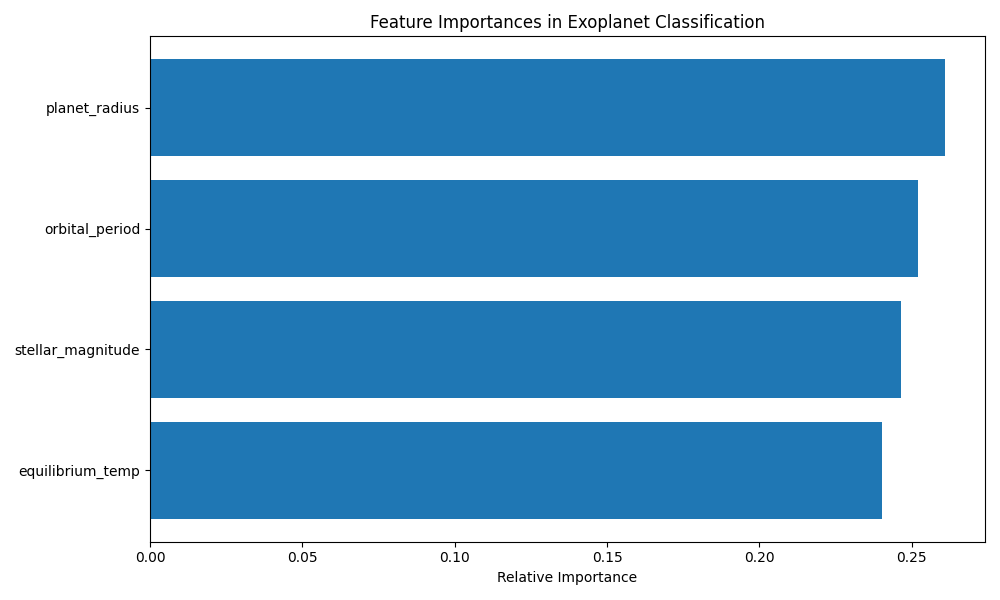 Feature Importances in Exoplanet Classification
planet_radius
orbital_period
stellar_magnitude
equilibrium_temp
0.00 0.05 0.10 0.15 0.20 0.25
Relative Importance